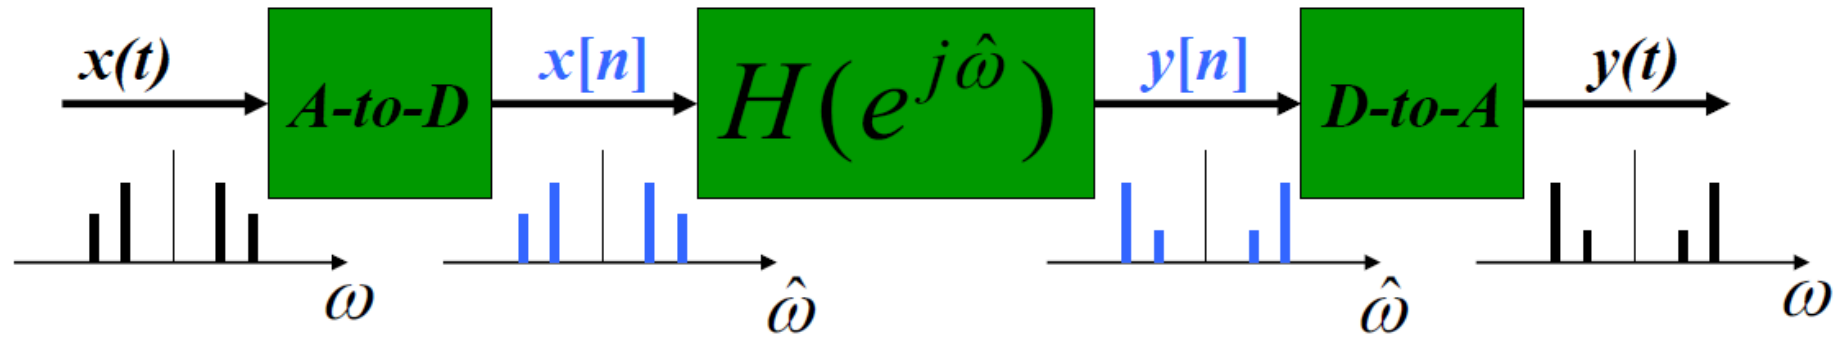 x(t) x[n] y[n] y(t)
A-to-D H(e^{jω̂}) D-to-A
ω ω̂ ω̂ ω